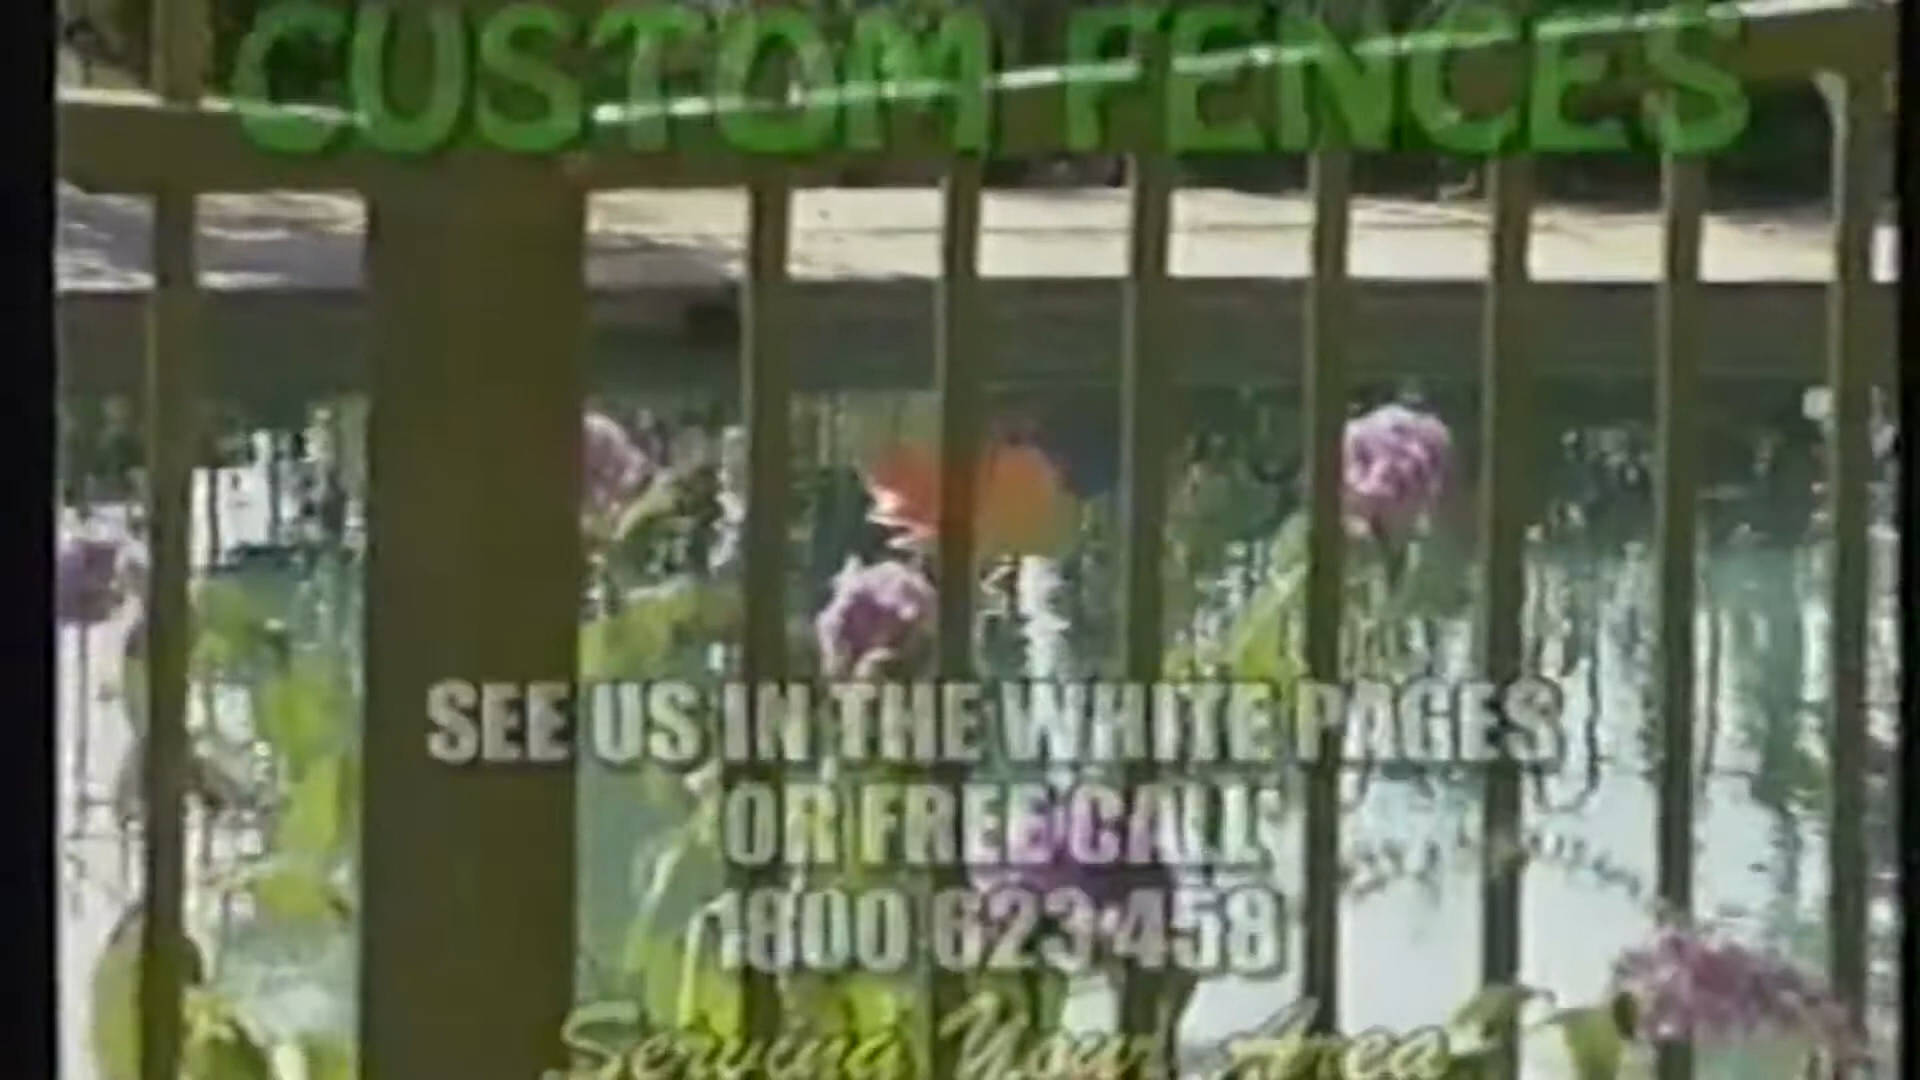 CUSTOM FENCES
SEE US IN THE WHITE PAGES
OR FREE CALL
1800 623 458
Serving Your Area